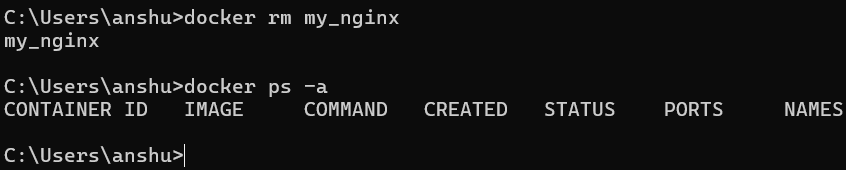 C:\Users\anshu>docker rm my_nginx
my_nginx
C:\Users\anshu>docker ps -a
CONTAINER ID   IMAGE     COMMAND   CREATED   STATUS    PORTS     NAMES
C:\Users\anshu>